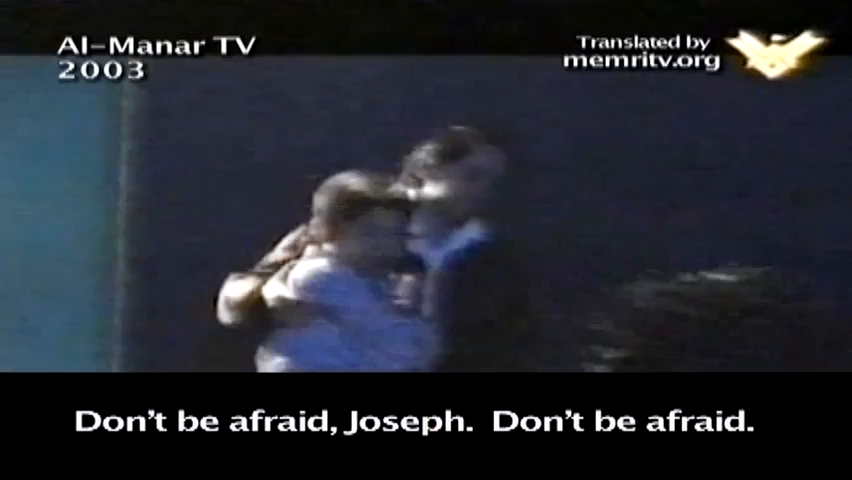 Al-Manar TV
2003
Translated by
memritv.org
Don't be afraid, Joseph. Don't be afraid.